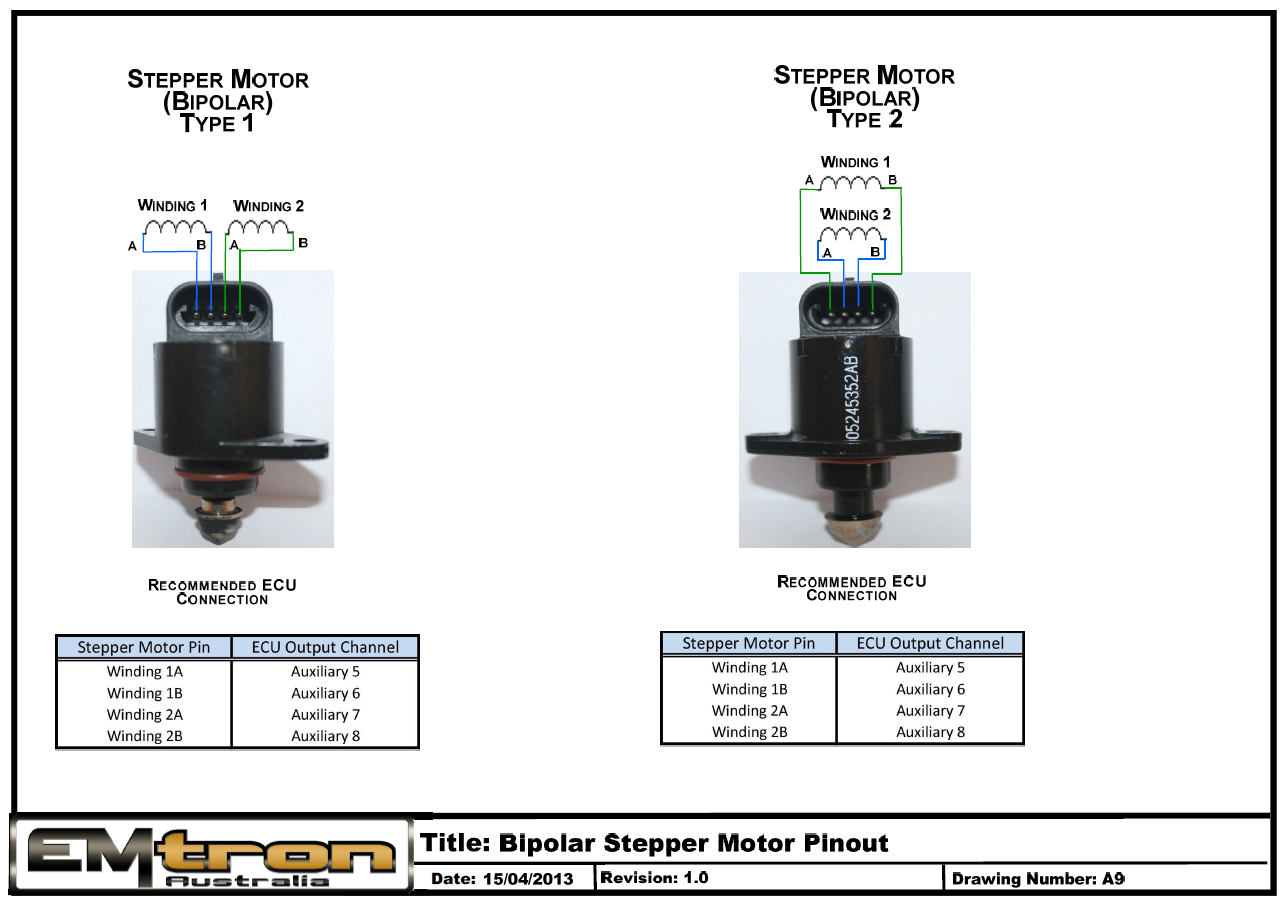 STEPPER MOTOR
(BIPOLAR)
TYPE 1
WINDING 1 WINDING 2
A B A B
RECOMMENDED ECU
CONNECTION
Stepper Motor Pin ECU Output Channel
Winding 1A Auxiliary 5
Winding 1B Auxiliary 6
Winding 2A Auxiliary 7
Winding 2B Auxiliary 8
STEPPER MOTOR
(BIPOLAR)
TYPE 2
WINDING 1
A B
WINDING 2
A B
05245352AB
RECOMMENDED ECU
CONNECTION
Stepper Motor Pin ECU Output Channel
Winding 1A Auxiliary 5
Winding 1B Auxiliary 6
Winding 2A Auxiliary 7
Winding 2B Auxiliary 8
EMtron
Australia
Title: Bipolar Stepper Motor Pinout
Date: 15/04/2013 Revision: 1.0 Drawing Number: A9